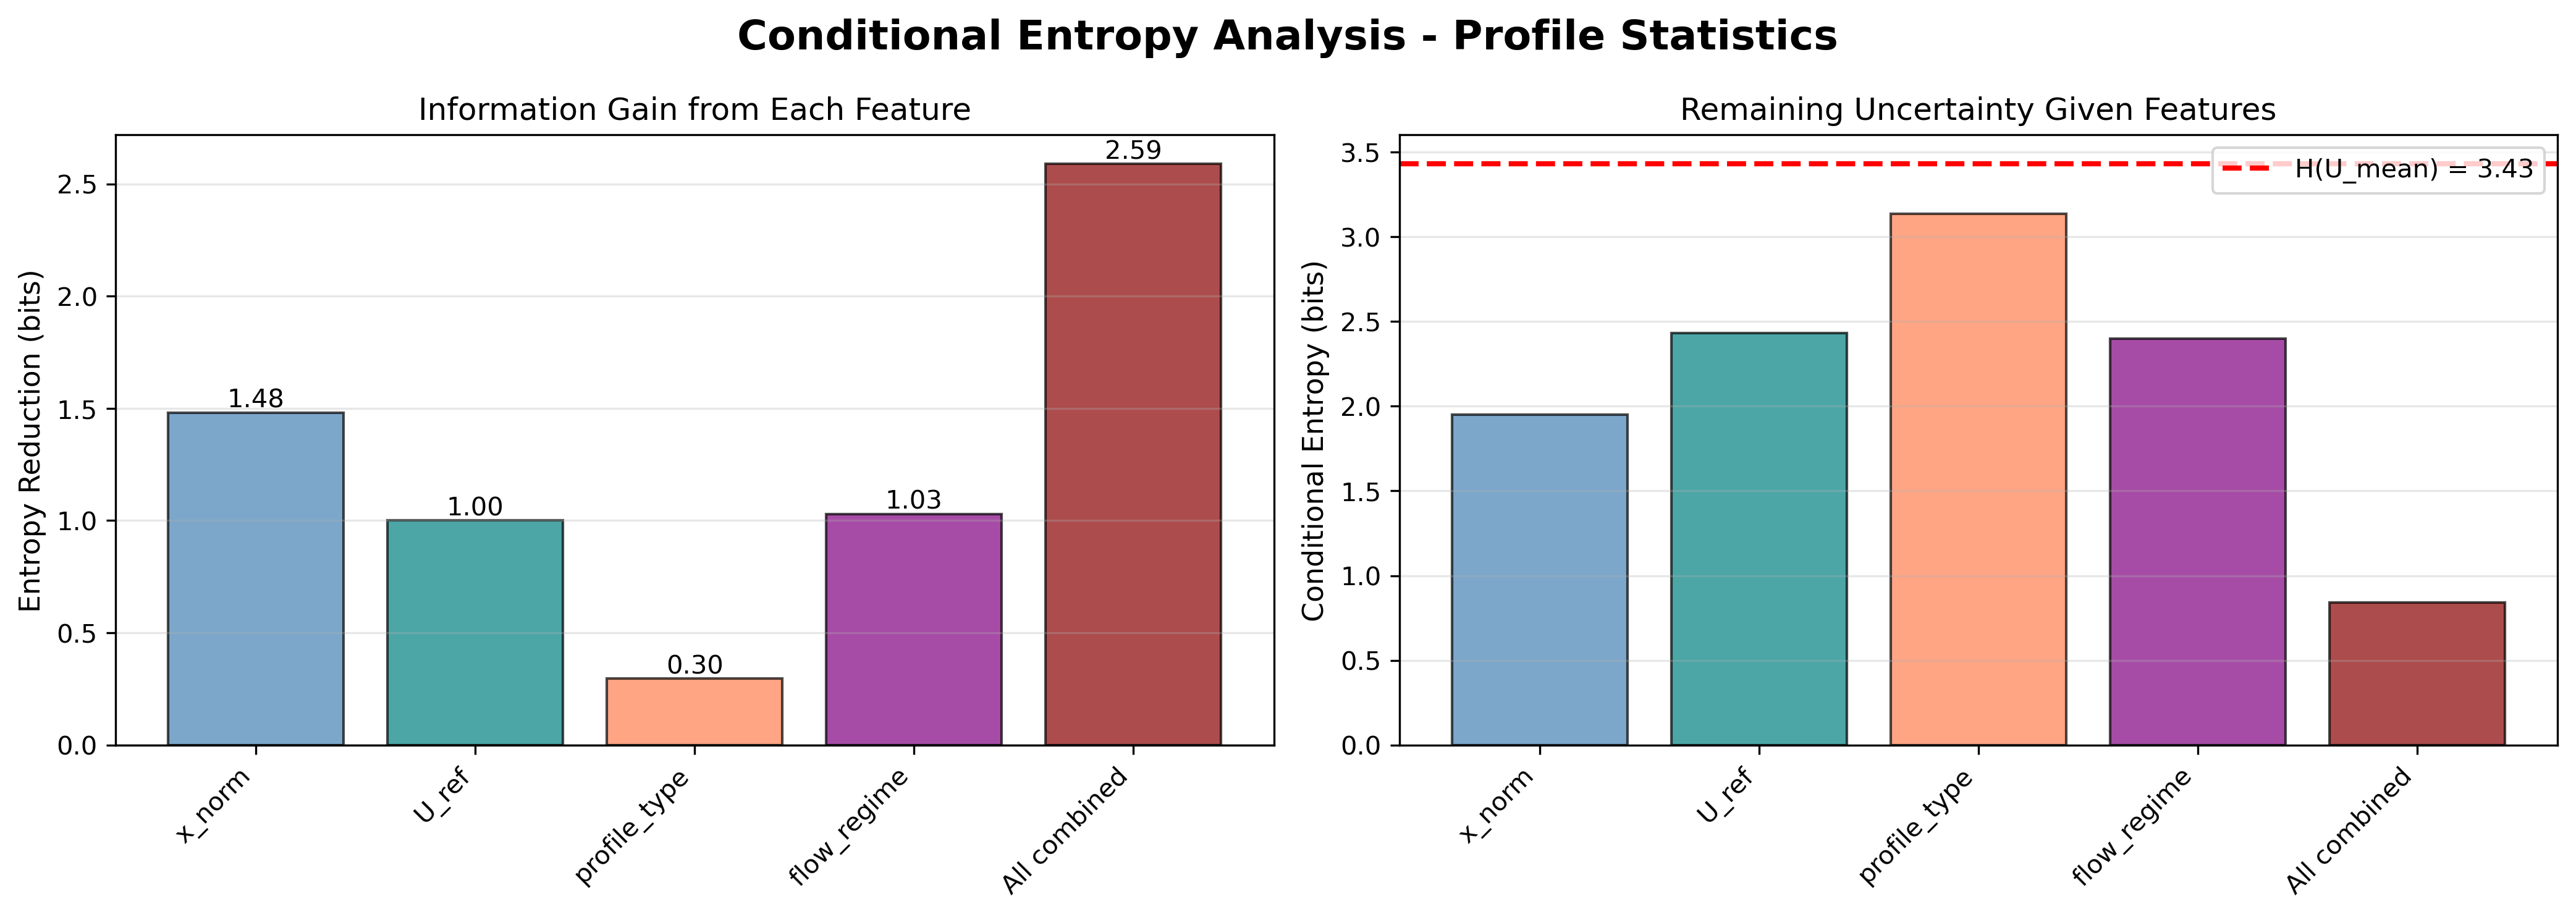 Conditional Entropy Analysis - Profile Statistics
Information Gain from Each Feature
Entropy Reduction (bits)
2.5
2.0
1.5
1.0
0.5
0.0
1.48
1.00
0.30
1.03
2.59
x_norm
U_ref
profile_type
flow_regime
All combined
Remaining Uncertainty Given Features
Conditional Entropy (bits)
3.5
3.0
2.5
2.0
1.5
1.0
0.5
0.0
H(U_mean) = 3.43
x_norm
U_ref
profile_type
flow_regime
All combined